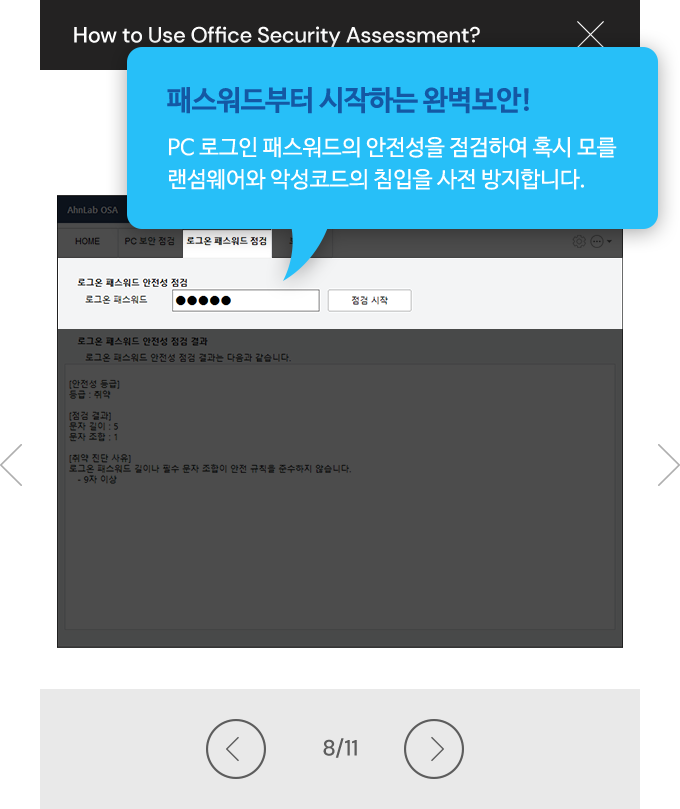 How to Use Office Security Assessment?
패스워드부터 시작하는 완벽보안!
PC 로그인 패스워드의 안전성을 점검하여 혹시 모를
랜섬웨어와 악성코드의 침입을 사전 방지합니다.
AhnLab OSA
HOME PC 보안 점검 로그온 패스워드 점검
로그온 패스워드 안전성 점검
로그온 패스워드 ●●●●● 점검 시작
로그온 패스워드 안전성 점검 결과
로그온 패스워드 안전성 점검 결과는 다음과 같습니다.
[안전성 등급]
등급 : 취약
[점검 결과]
문자 길이 : 5
문자 조합 : 1
[취약 진단 사유]
로그온 패스워드 길이나 필수 문자 조합이 안전 규칙을 준수하지 않습니다.
- 9자 이상
8/11